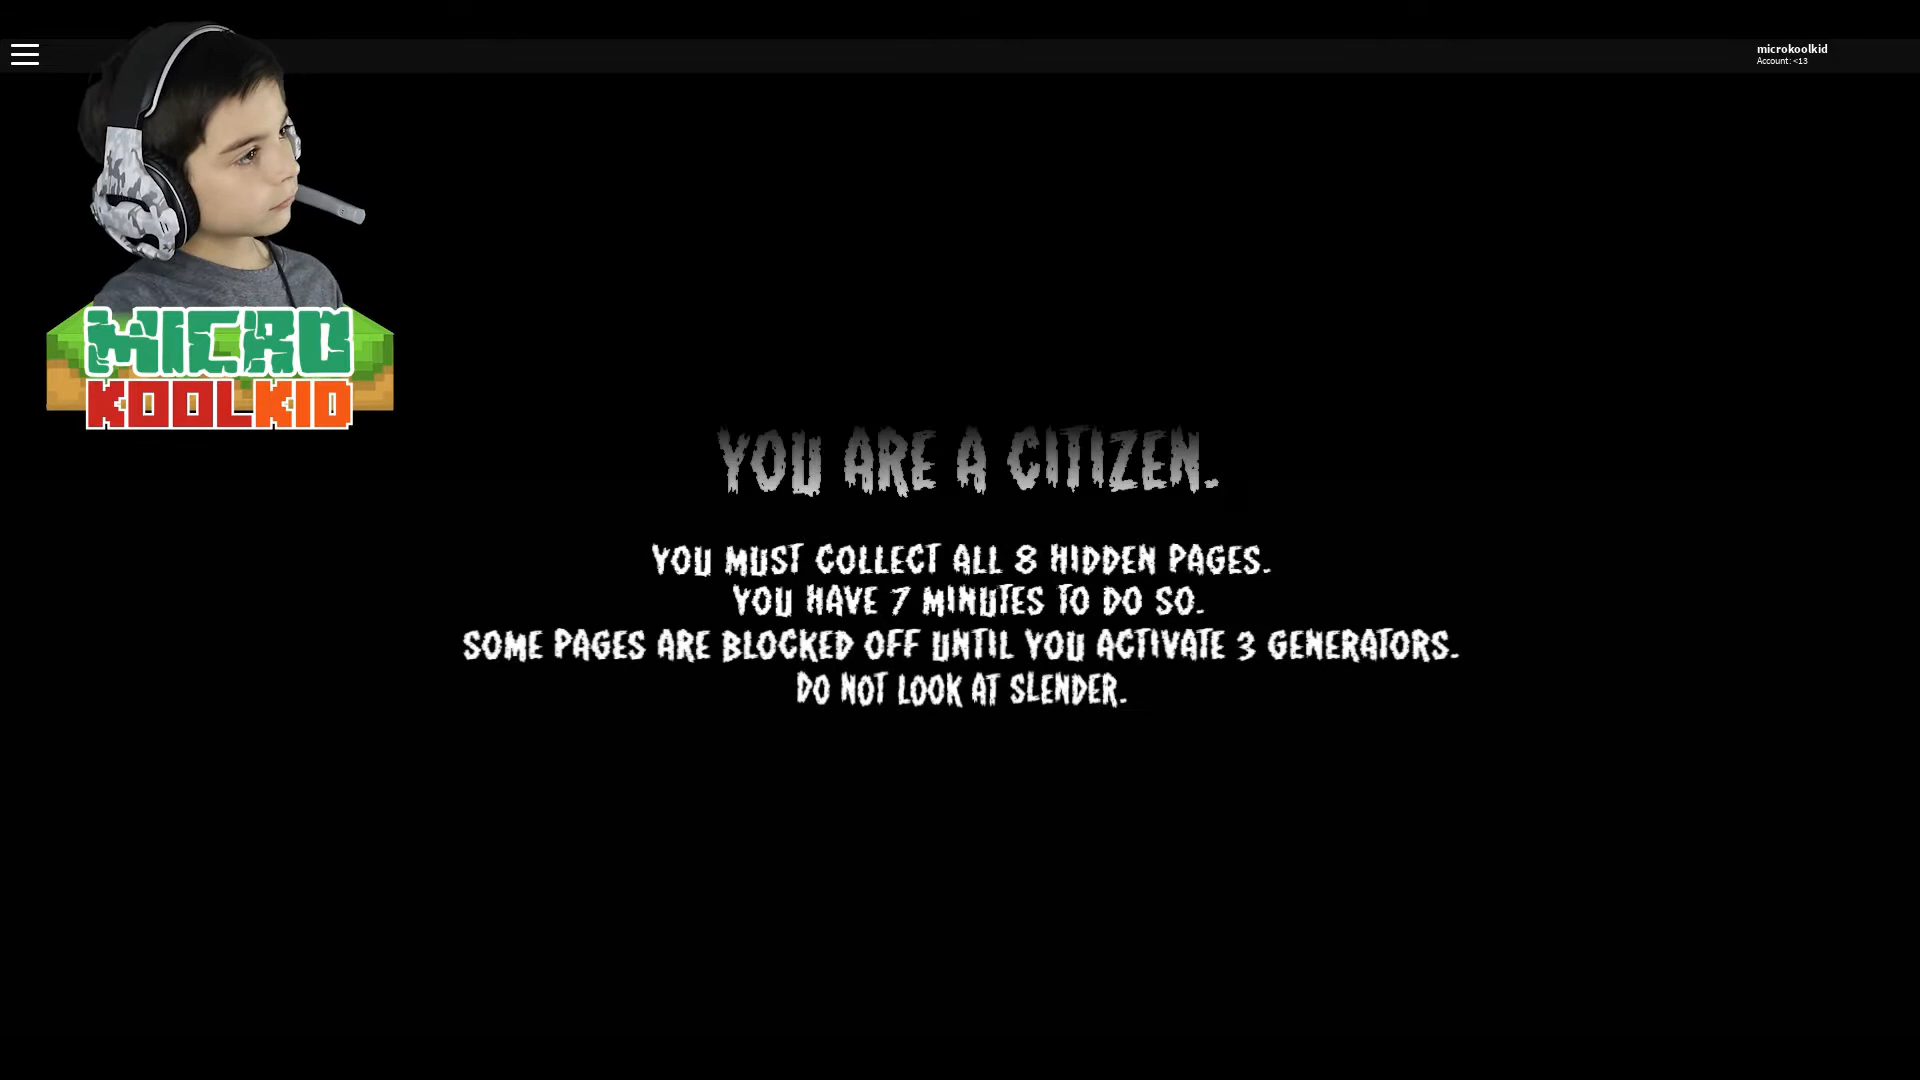 microkoolkid
Account: <13
MICRO
KOOLKID
YOU ARE A CITIZEN.
YOU MUST COLLECT ALL 8 HIDDEN PAGES.
YOU HAVE 7 MINUTES TO DO SO.
SOME PAGES ARE BLOCKED OFF UNTIL YOU ACTIVATE 3 GENERATORS.
DO NOT LOOK AT SLENDER.